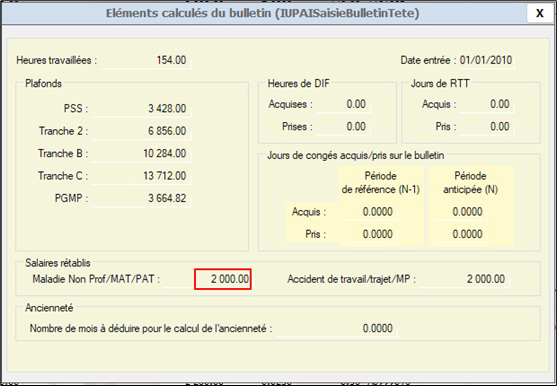 Eléments calculés du bulletin (IUPAISaisieBulletinTete) X
Heures travaillées : 154.00 Date entrée : 01/01/2010
Plafonds Heures de DIF Jours de RTT
PSS : 3 428.00 Acquises : 0.00 Acquis : 0.00
Tranche 2 : 6 856.00 Prises : 0.00 Pris : 0.00
Tranche B : 10 284.00
Tranche C : 13 712.00
PGMP : 3 664.82
Jours de congés acquis/pris sur le bulletin
Période Période
de référence (N-1) anticipée (N)
Acquis : 0.0000 0.0000
Pris : 0.0000 0.0000
Salaires rétablis
Maladie Non Prof/MAT/PAT : 2 000.00 Accident de travail/trajet/MP : 2 000.00
Ancienneté
Nombre de mois à déduire pour le calcul de l'ancienneté : 0.0000